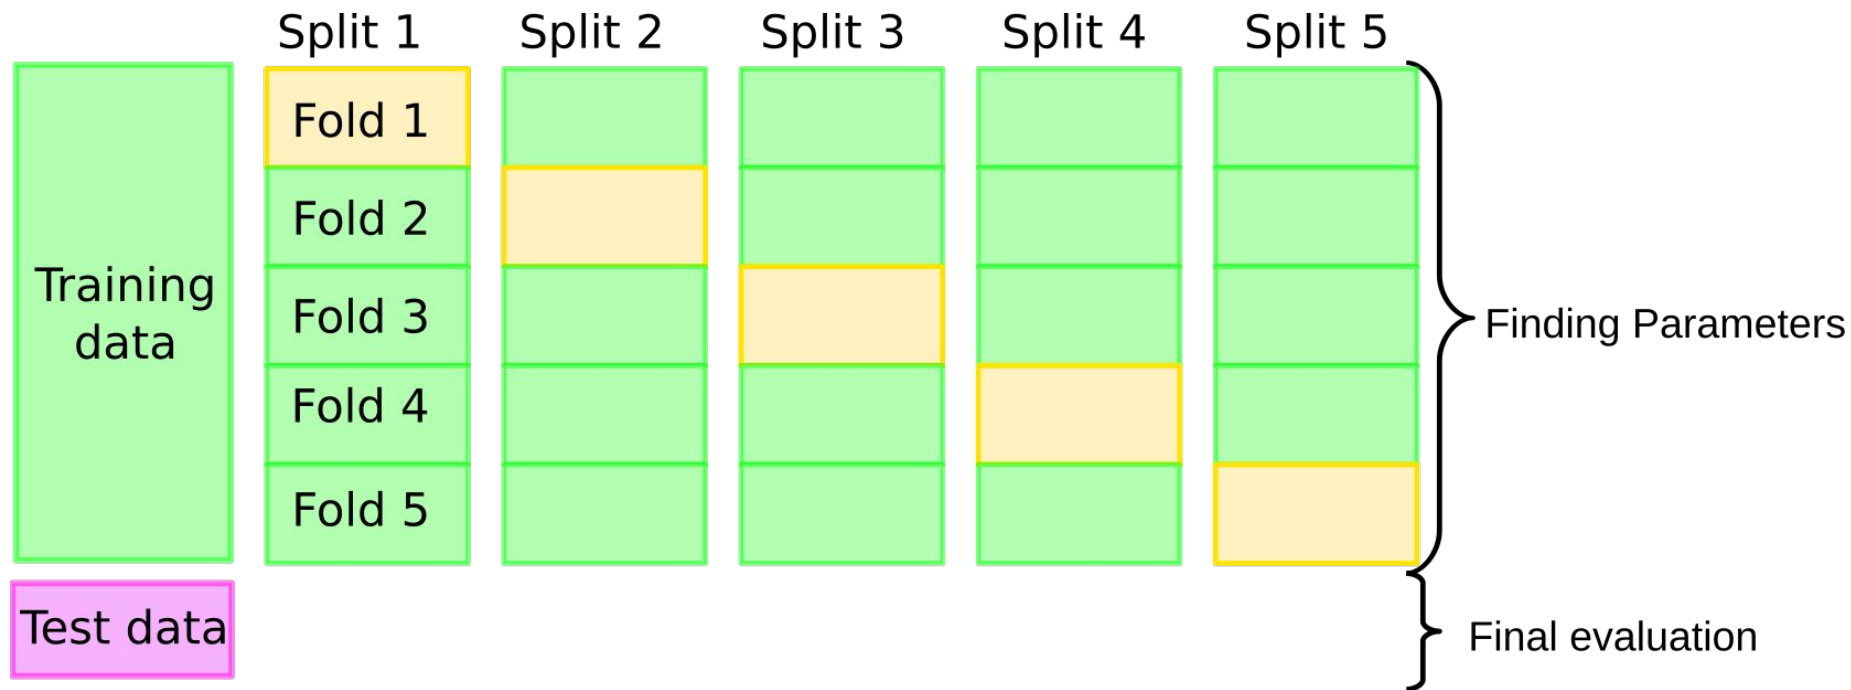 Split 1
Split 2
Split 3
Split 4
Split 5
Training
data
Fold 1
Fold 2
Fold 3
Fold 4
Fold 5
Finding Parameters
Test data
Final evaluation